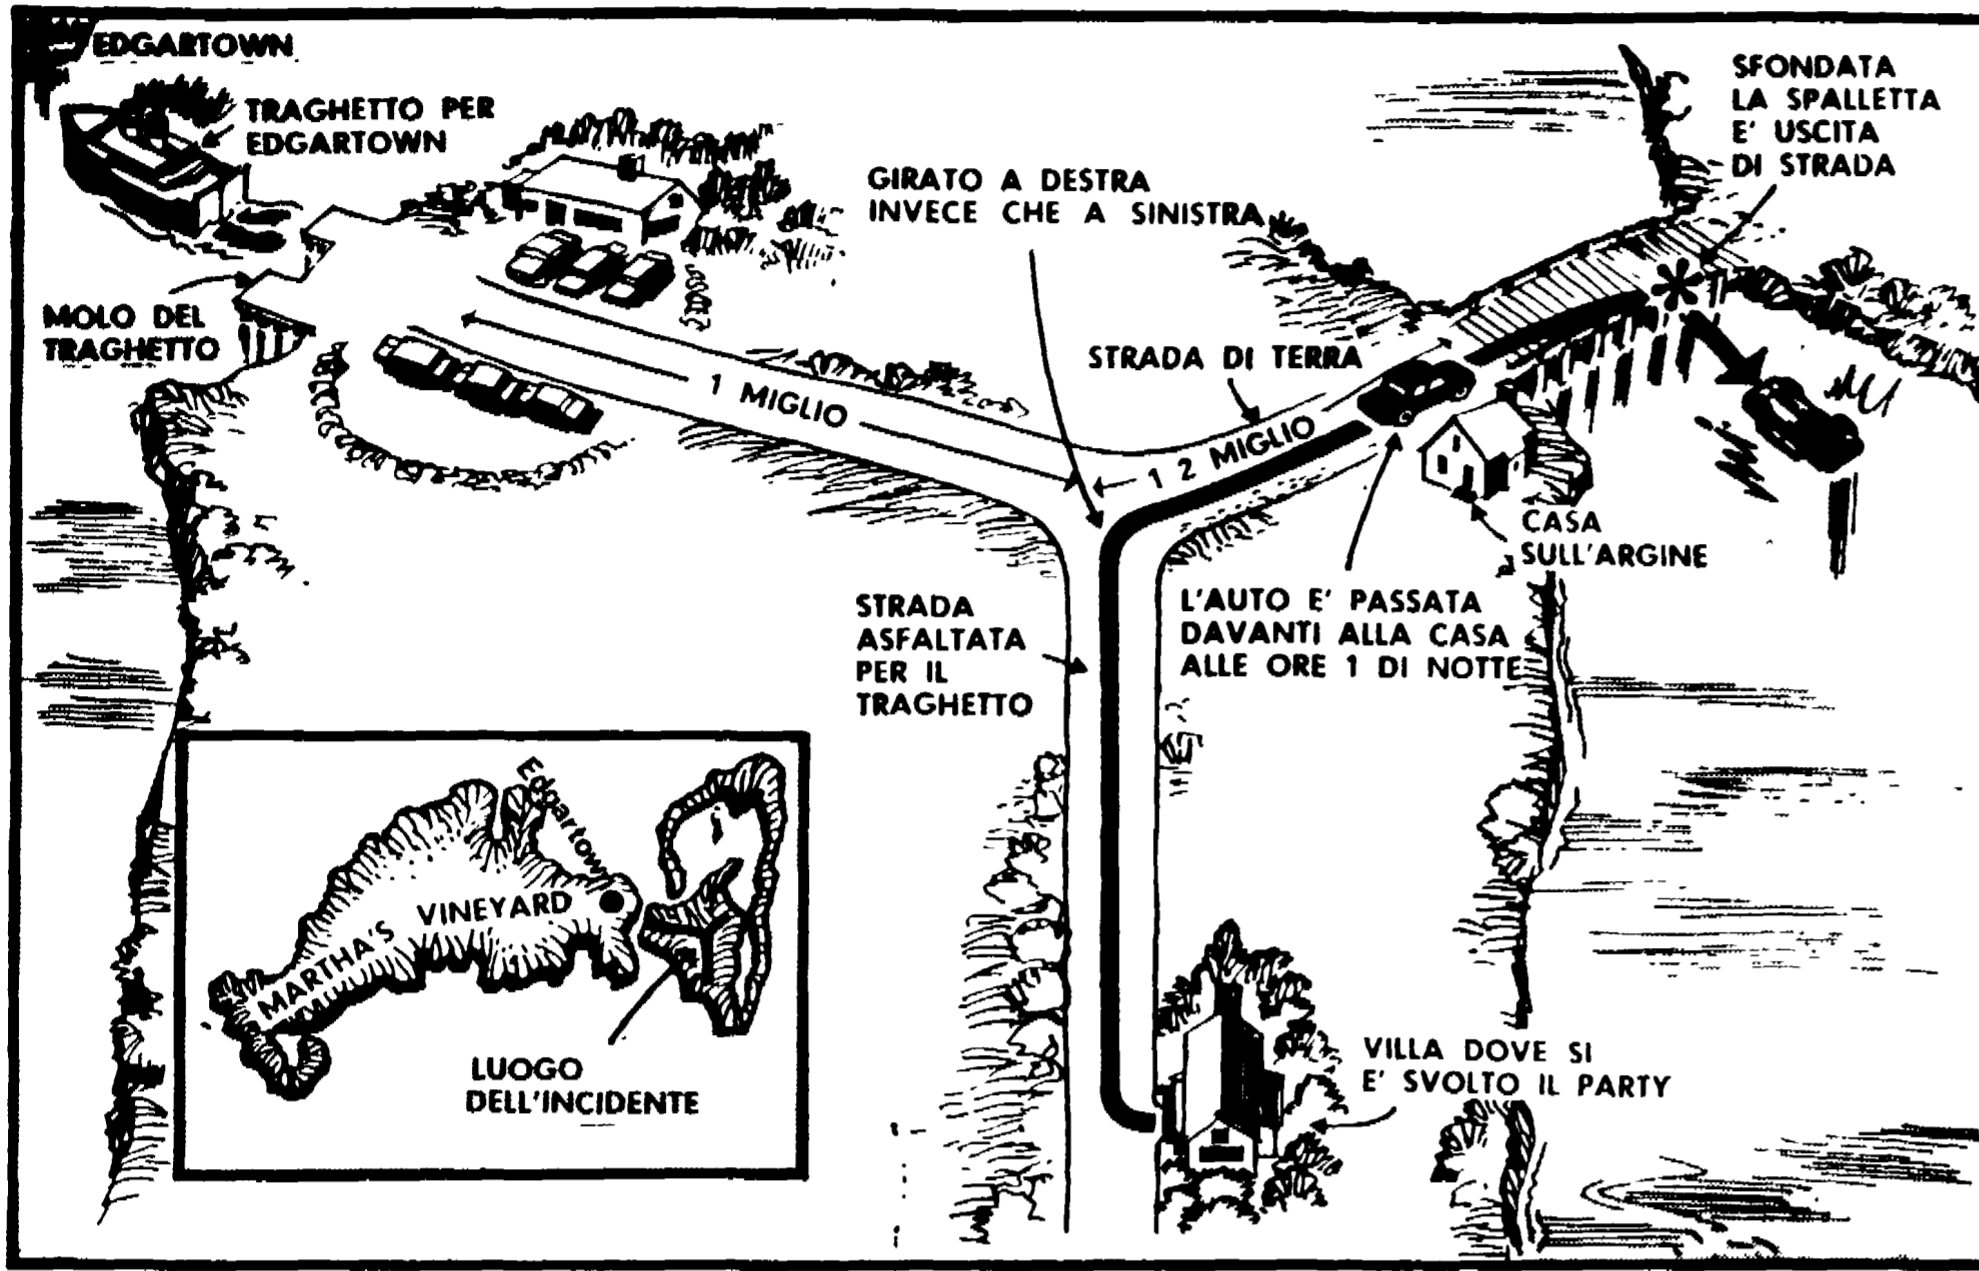 EDGARTOWN
TRAGHETTO PER
EDGARTOWN
MOLO DEL
TRAGHETTO
GIRATO A DESTRA
INVECE CHE A SINISTRA
SFONDATA
LA SPALLETTA
E' USCITA
DI STRADA
STRADA DI TERRA
1 MIGLIO
1 2 MIGLIO
CASA
SULL'ARGINE
L'AUTO E' PASSATA
DAVANTI ALLA CASA
ALLE ORE 1 DI NOTTE
STRADA
ASFALTATA
PER IL
TRAGHETTO
Edgartown
MARTHA'S VINEYARD
LUOGO
DELL'INCIDENTE
VILLA DOVE SI
E' SVOLTO IL PARTY